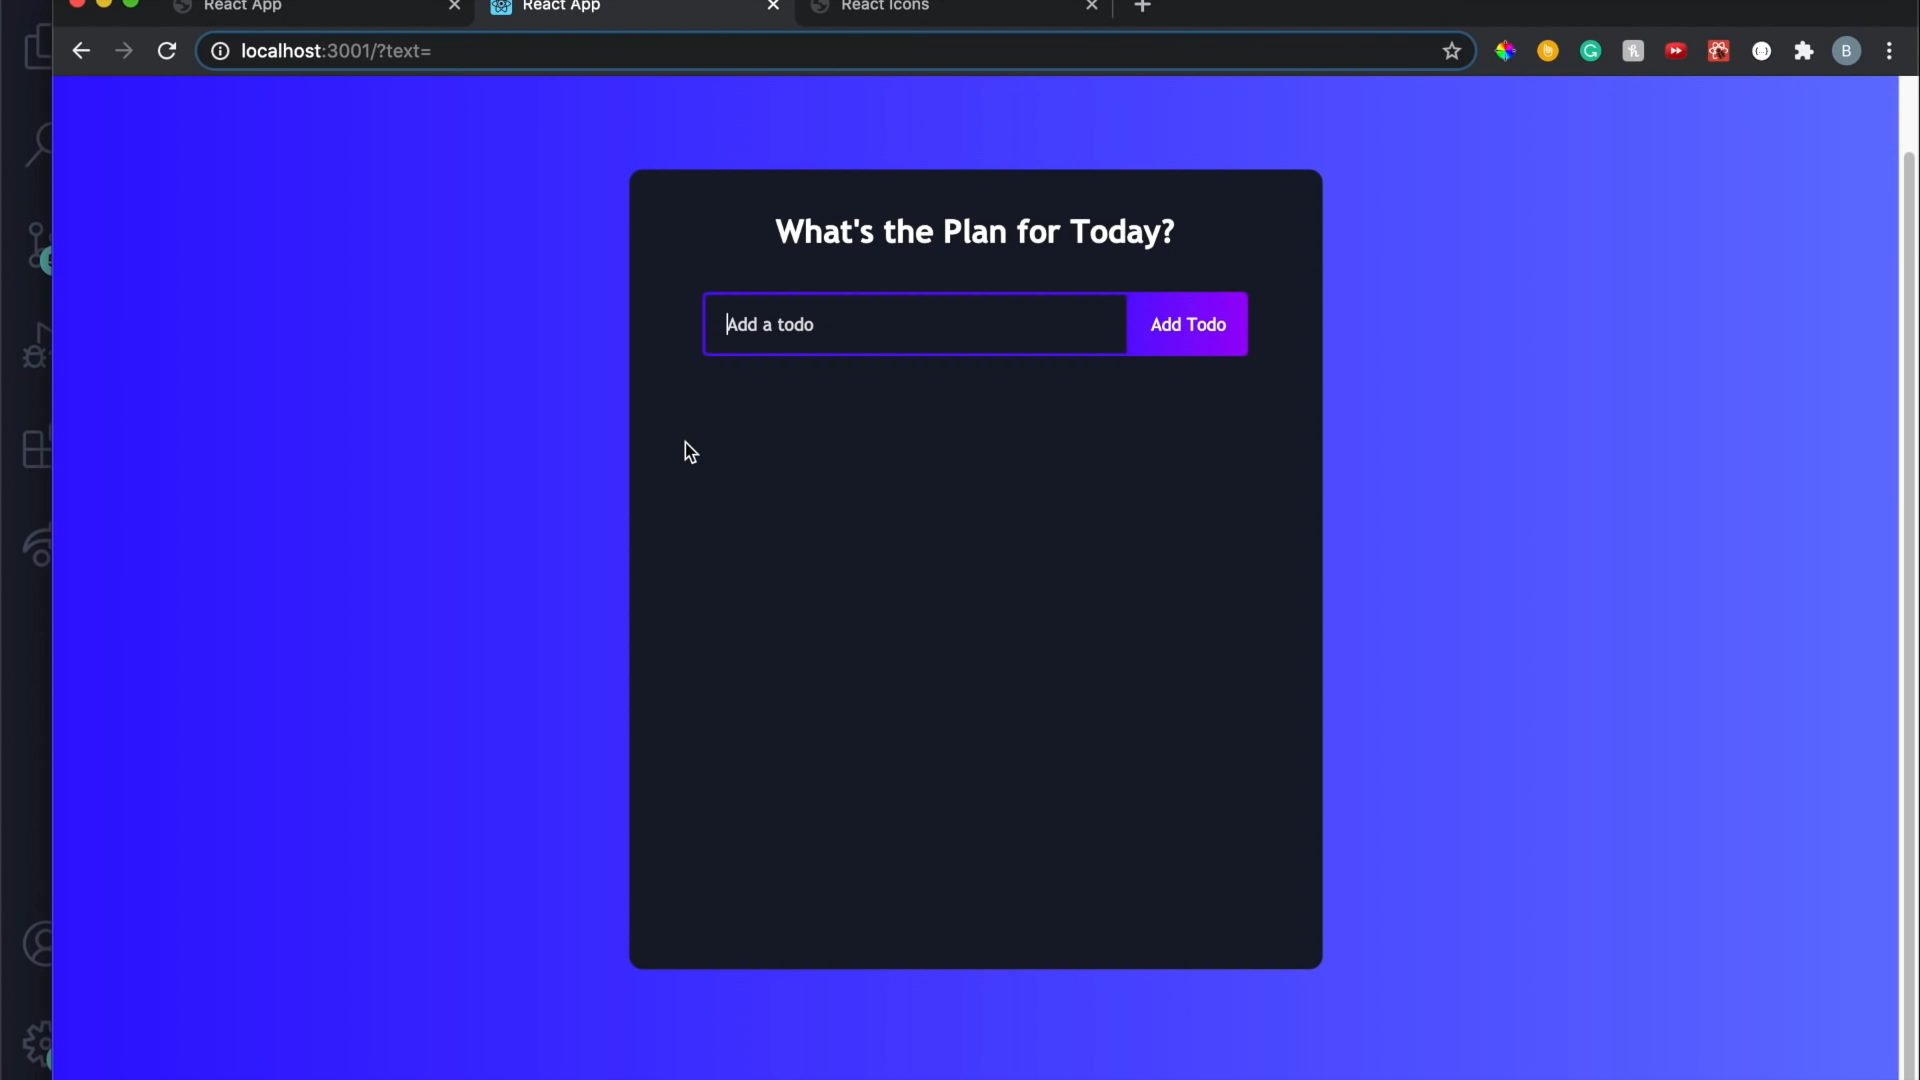 React App
React App
React Icons
localhost:3001/?text=
B
What's the Plan for Today?
Add a todo
Add Todo